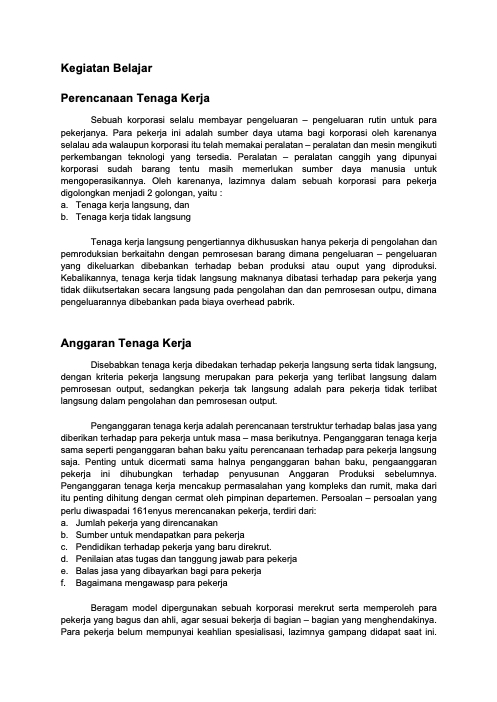 Kegiatan Belajar
Perencanaan Tenaga Kerja
Sebuah korporasi selalu membayar pengeluaran – pengeluaran rutin untuk para
pekerjanya. Para pekerja ini adalah sumber daya utama bagi korporasi oleh karenanya
selalau ada walaupun korporasi itu telah memakai peralatan – peralatan dan mesin mengikuti
perkembangan teknologi yang tersedia. Peralatan – peralatan canggih yang dipunyai
korporasi sudah barang tentu masih memerlukan sumber daya manusia untuk
mengoperasikannya. Oleh karenanya, lazimnya dalam sebuah korporasi para pekerja
digolongkan menjadi 2 golongan, yaitu :
a. Tenaga kerja langsung, dan
b. Tenaga kerja tidak langsung
Tenaga kerja langsung pengertiannya dikhususkan hanya pekerja di pengolahan dan
pemroduksian berkaitahn dengan pemrosesan barang dimana pengeluaran – pengeluaran
yang dikeluarkan dibebankan terhadap beban produksi atau ouput yang diproduksi.
Kebalikannya, tenaga kerja tidak langsung maknanya dibatasi terhadap para pekerja yang
tidak diikutsertakan secara langsung pada pengolahan dan dan pemrosesan outpu, dimana
pengeluarannya dibebankan pada biaya overhead pabrik.
Anggaran Tenaga Kerja
Disebabkan tenaga kerja dibedakan terhadap pekerja langsung serta tidak langsung,
dengan kriteria pekerja langsung merupakan para pekerja yang terlibat langsung dalam
pemrosesan output, sedangkan pekerja tak langsung adalah para pekerja tidak terlibat
langsung dalam pengolahan dan pemrosesan output.
Penganggaran tenaga kerja adalah perencanaan terstruktur terhadap balas jasa yang
diberikan terhadap para pekerja untuk masa – masa berikutnya. Penganggaran tenaga kerja
sama seperti penganggaran bahan baku yaitu perencanaan terhadap para pekerja langsung
saja. Penting untuk dicermati sama halnya penganggaran bahan baku, pengaanggaran
pekerja ini dihubungkan terhadap penyusunan Anggaran Produksi sebelumnya.
Penganggaran tenaga kerja mencakup permasalahan yang kompleks dan rumit, maka dari
itu penting dihitung dengan cermat oleh pimpinan departemen. Persoalan – persoalan yang
perlu diwaspadai 161enyus merencanakan pekerja, terdiri dari:
a. Jumlah pekerja yang direncanakan
b. Sumber untuk mendapatkan para pekerja
c. Pendidikan terhadap pekerja yang baru direkrut.
d. Penilaian atas tugas dan tanggung jawab para pekerja
e. Balas jasa yang dibayarkan bagi para pekerja
f. Bagaimana mengawasp para pekerja
Beragam model dipergunakan sebuah korporasi merekrut serta memperoleh para
pekerja yang bagus dan ahli, agar sesuai bekerja di bagian – bagian yang menghendakinya.
Para pekerja belum mempunyai keahlian spesialisasi, lazimnya gampang didapat saat ini.